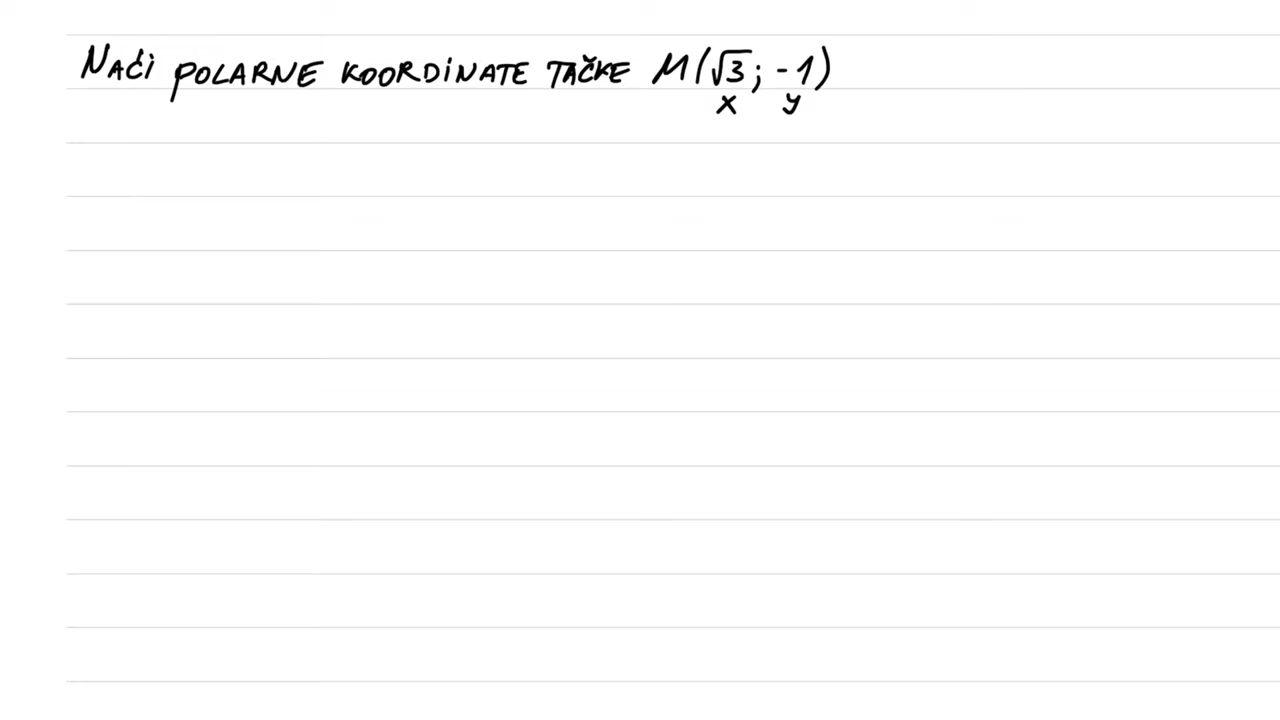 Naći POLARNE KOORDINATE TAČKE M(√3; -1)
x y